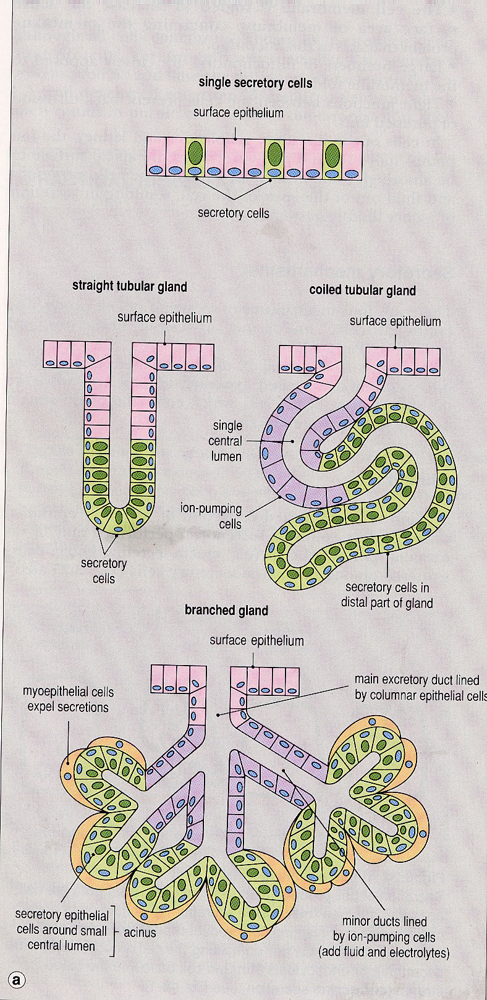 single secretory cells
surface epithelium
secretory cells
straight tubular gland
surface epithelium
secretory
cells
coiled tubular gland
surface epithelium
single
central
lumen
ion-pumping
cells
secretory cells in
distal part of gland
branched gland
surface epithelium
main excretory duct lined
by columnar epithelial cells
myoepithelial cells
expel secretions
secretory epithelial
cells around small
central lumen
acinus
minor ducts lined
by ion-pumping cells
(add fluid and electrolytes)
a